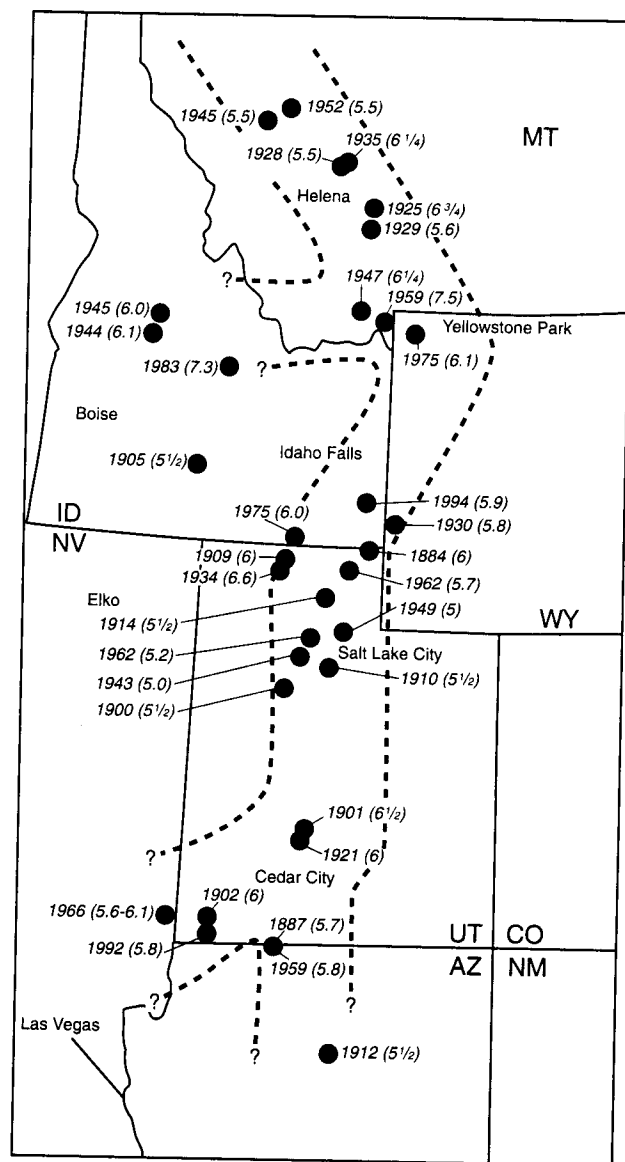 1952 (5.5)
1945 (5.5)
MT
1935 (6 1/4)
1928 (5.5)
Helena
1925 (6 3/4)
1929 (5.6)
?
1947 (6 1/4)
1959 (7.5)
1945 (6.0)
1944 (6.1)
Yellowstone Park
1975 (6.1)
1983 (7.3)
?
Boise
1905 (5 1/2)
Idaho Falls
1994 (5.9)
1975 (6.0)
1930 (5.8)
ID
NV
1909 (6)
1884 (6)
1934 (6.6)
1962 (5.7)
Elko
1914 (5 1/2)
1949 (5)
WY
1962 (5.2)
Salt Lake City
1943 (5.0)
1910 (5 1/2)
1900 (5 1/2)
1901 (6 1/2)
1921 (6)
?
Cedar City
1966 (5.6-6.1)
1902 (6)
1887 (5.7)
UT
CO
1992 (5.8)
1959 (5.8)
AZ
NM
?
?
Las Vegas
?
1912 (5 1/2)